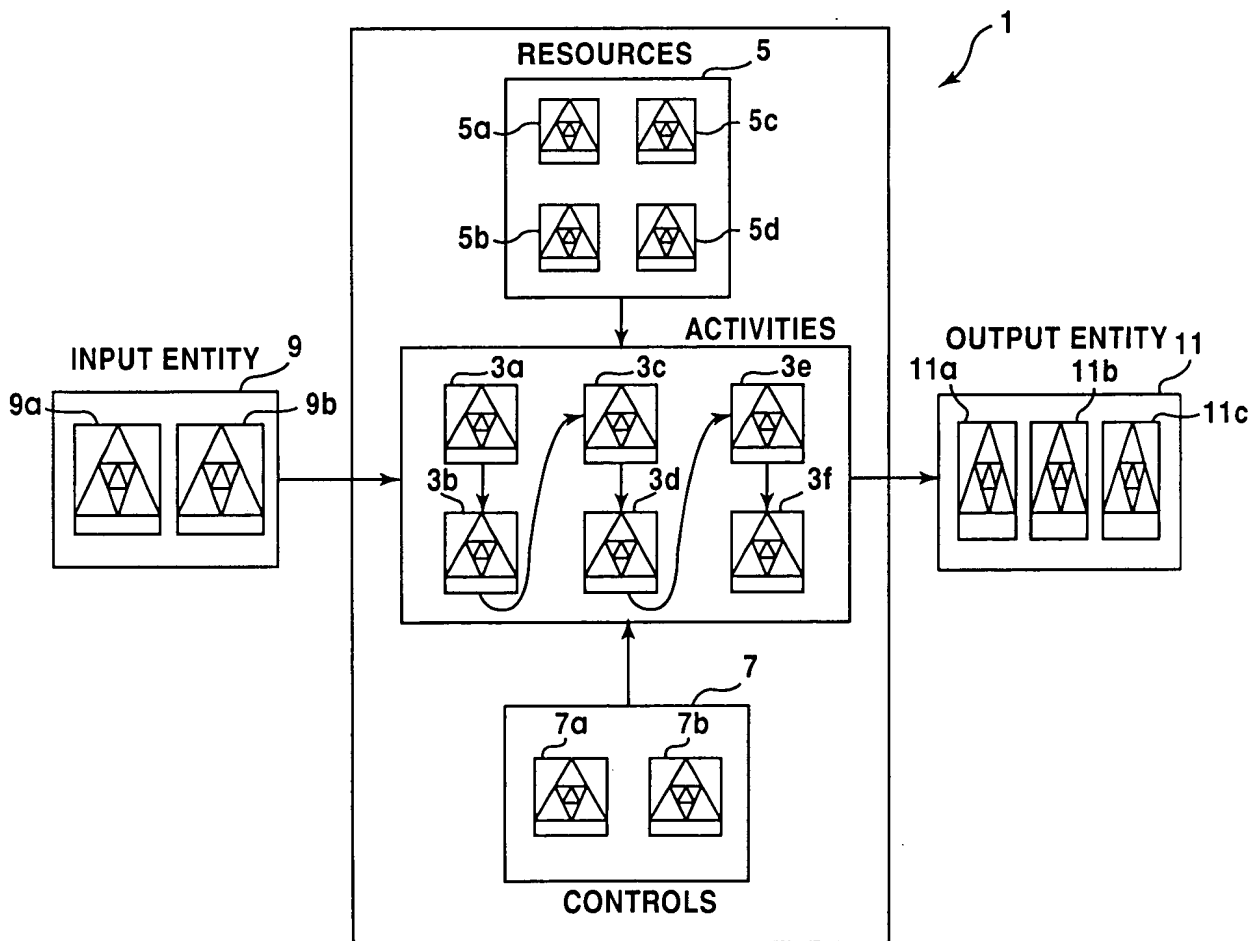 1
RESOURCES
5
5a
5c
5b
5d
ACTIVITIES
INPUT ENTITY
9
9a
9b
3a
3c
3e
3b
3d
3f
OUTPUT ENTITY
11
11a
11b
11c
7
7a
7b
CONTROLS